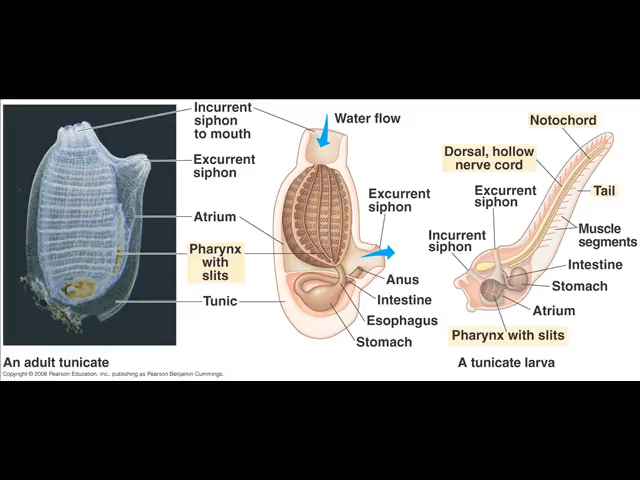 Incurrent
siphon
to mouth
Excurrent
siphon
Atrium
Pharynx
with
slits
Tunic
An adult tunicate
Copyright © 2008 Pearson Education, Inc., publishing as Pearson Benjamin Cummings.
Water flow
Excurrent
siphon
Anus
Intestine
Esophagus
Stomach
Notochord
Dorsal, hollow
nerve cord
Tail
Excurrent
siphon
Muscle
segments
Incurrent
siphon
Intestine
Stomach
Atrium
Pharynx with slits
A tunicate larva